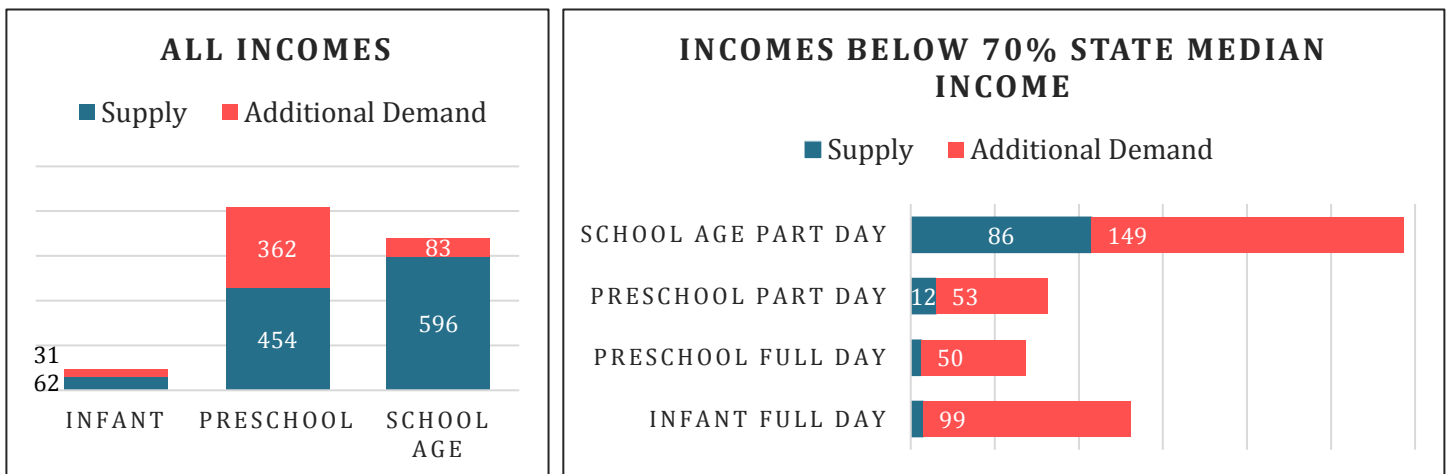 ALL INCOMES
Supply Additional Demand
362
454
83
596
31
62
INFANT PRESCHOOL SCHOOL
AGE
INCOMES BELOW 70% STATE MEDIAN
INCOME
Supply Additional Demand
SCHOOL AGE PART DAY 86 149
PRESCHOOL PART DAY 12 53
PRESCHOOL FULL DAY 50
INFANT FULL DAY 99